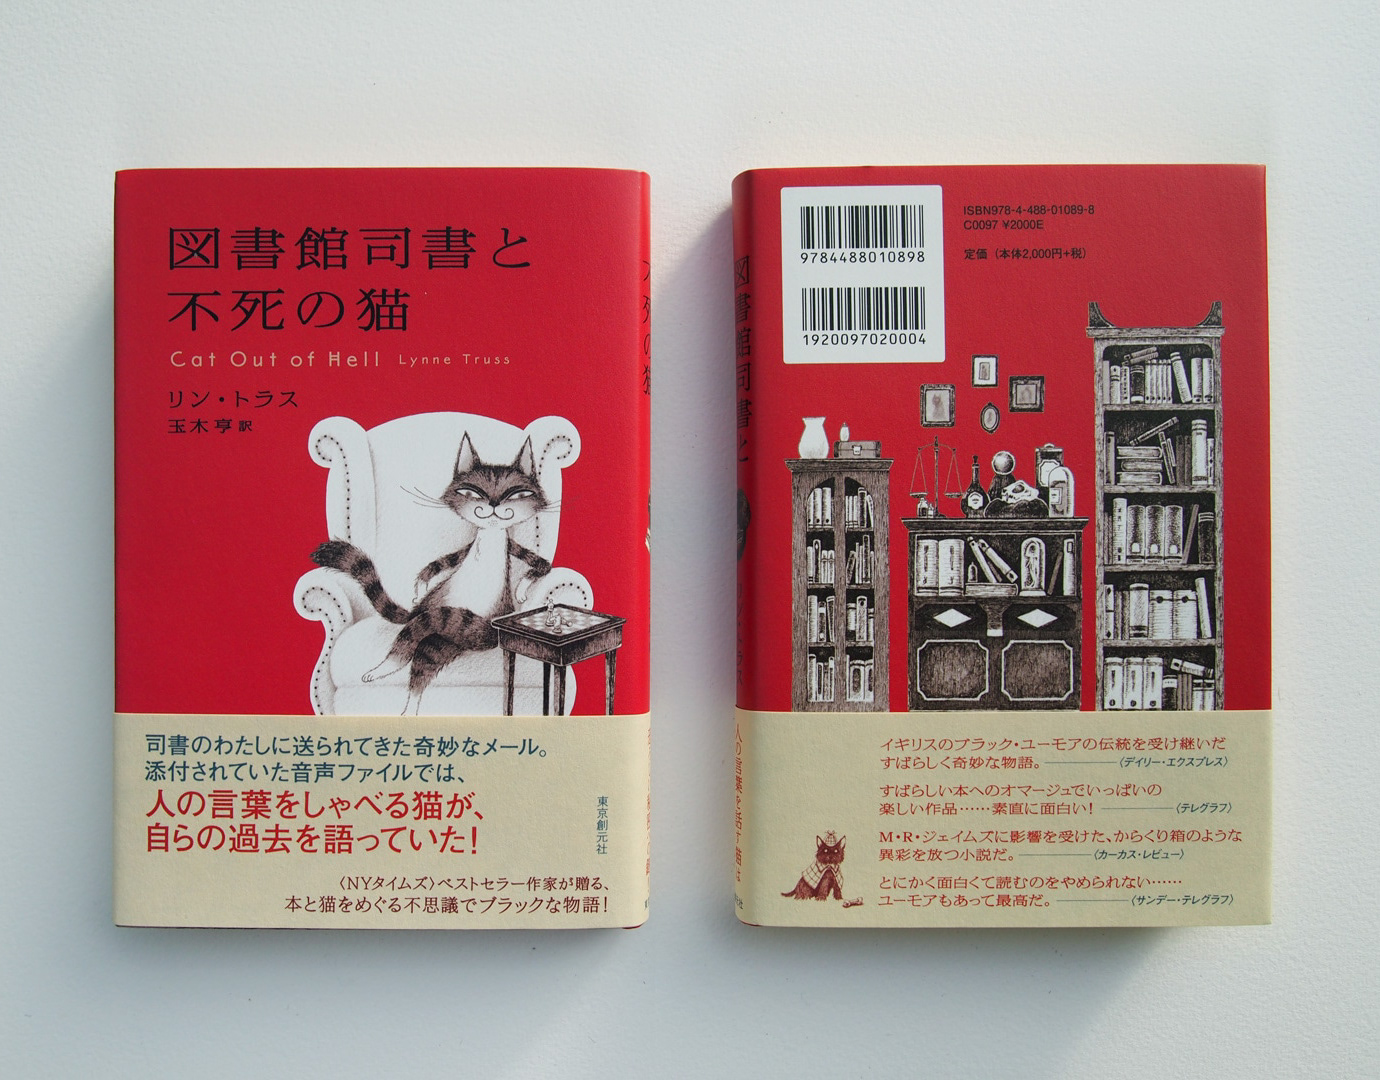 図書館司書と
不死の猫
Cat Out of Hell Lynne Truss
リン・トラス
玉木亨 訳
司書のわたしに送られてきた奇妙なメール。
添付されていた音声ファイルでは、
人の言葉をしゃべる猫が、
自らの過去を語っていた!
東京創元社
〈NYタイムズ〉ベストセラー作家が贈る、
本と猫をめぐる不思議でブラックな物語!
図書館司書と
人の言葉を話す猫は
9784488010898
1920097020004
ISBN978-4-488-01089-8
C0097 ¥2000E
定価(本体2,000円+税)
イギリスのブラック・ユーモアの伝統を受け継いだ
すばらしく奇妙な物語。――〈デイリー・エクスプレス〉
すばらしい本へのオマージュでいっぱいの
楽しい作品……素直に面白い!――〈テレグラフ〉
M・R・ジェイムズに影響を受けた、からくり箱のような
異彩を放つ小説だ。――〈カーカス・レビュー〉
とにかく面白くて読むのをやめられない……
ユーモアもあって最高だ。――〈サンデー・テレグラフ〉